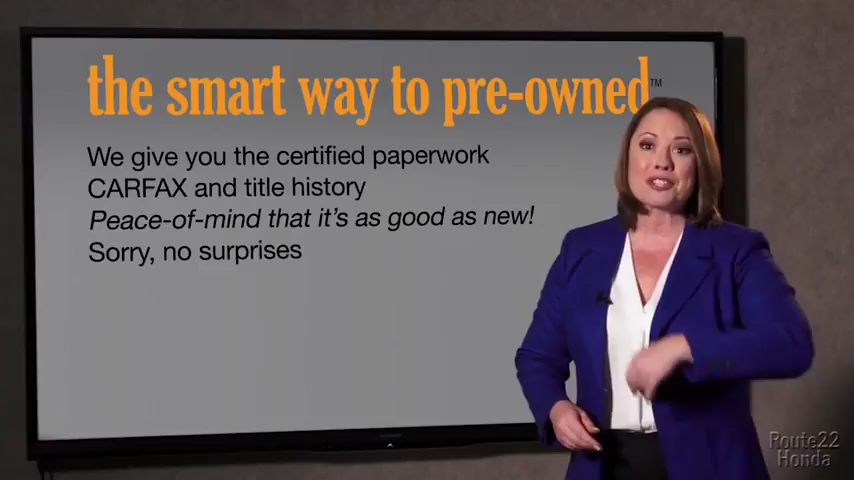 the smart way to pre-owned™
We give you the certified paperwork
CARFAX and title history
Peace-of-mind that it's as good as new!
Sorry, no surprises
Route22
Honda